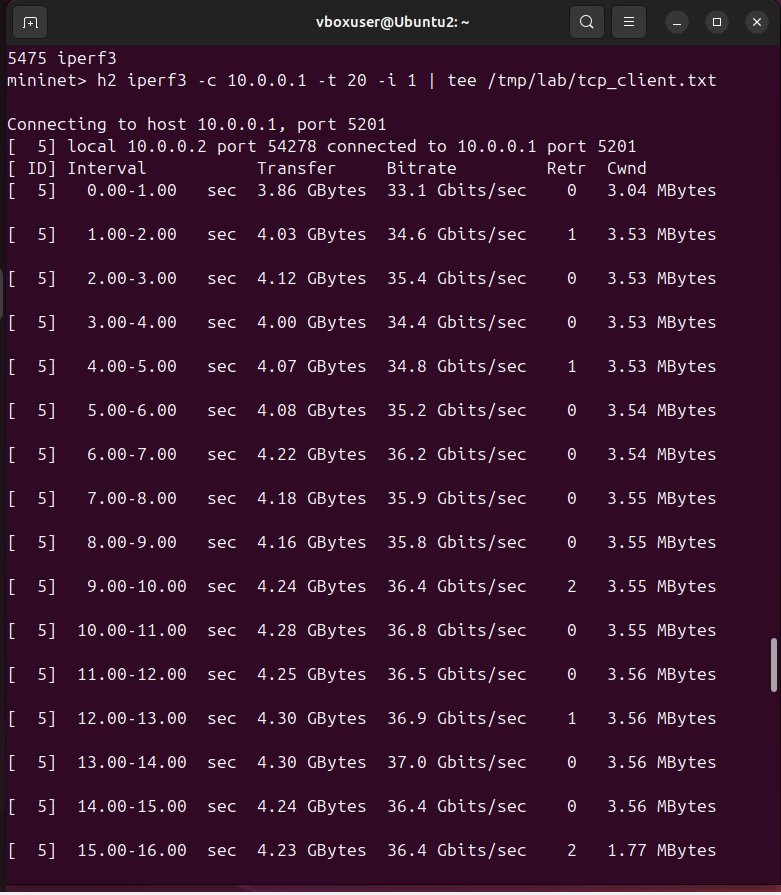 vboxuser@Ubuntu2: ~
5475 iperf3
mininet> h2 iperf3 -c 10.0.0.1 -t 20 -i 1 | tee /tmp/lab/tcp_client.txt
Connecting to host 10.0.0.1, port 5201
[  5] local 10.0.0.2 port 54278 connected to 10.0.0.1 port 5201
[ ID] Interval           Transfer     Bitrate         Retr  Cwnd
[  5]   0.00-1.00   sec  3.86 GBytes  33.1 Gbits/sec    0   3.04 MBytes
[  5]   1.00-2.00   sec  4.03 GBytes  34.6 Gbits/sec    1   3.53 MBytes
[  5]   2.00-3.00   sec  4.12 GBytes  35.4 Gbits/sec    0   3.53 MBytes
[  5]   3.00-4.00   sec  4.00 GBytes  34.4 Gbits/sec    0   3.53 MBytes
[  5]   4.00-5.00   sec  4.07 GBytes  34.8 Gbits/sec    1   3.53 MBytes
[  5]   5.00-6.00   sec  4.08 GBytes  35.2 Gbits/sec    0   3.54 MBytes
[  5]   6.00-7.00   sec  4.22 GBytes  36.2 Gbits/sec    0   3.54 MBytes
[  5]   7.00-8.00   sec  4.18 GBytes  35.9 Gbits/sec    0   3.55 MBytes
[  5]   8.00-9.00   sec  4.16 GBytes  35.8 Gbits/sec    0   3.55 MBytes
[  5]   9.00-10.00  sec  4.24 GBytes  36.4 Gbits/sec    2   3.55 MBytes
[  5]  10.00-11.00  sec  4.28 GBytes  36.8 Gbits/sec    0   3.55 MBytes
[  5]  11.00-12.00  sec  4.25 GBytes  36.5 Gbits/sec    0   3.56 MBytes
[  5]  12.00-13.00  sec  4.30 GBytes  36.9 Gbits/sec    1   3.56 MBytes
[  5]  13.00-14.00  sec  4.30 GBytes  37.0 Gbits/sec    0   3.56 MBytes
[  5]  14.00-15.00  sec  4.24 GBytes  36.4 Gbits/sec    0   3.56 MBytes
[  5]  15.00-16.00  sec  4.23 GBytes  36.4 Gbits/sec    2   1.77 MBytes